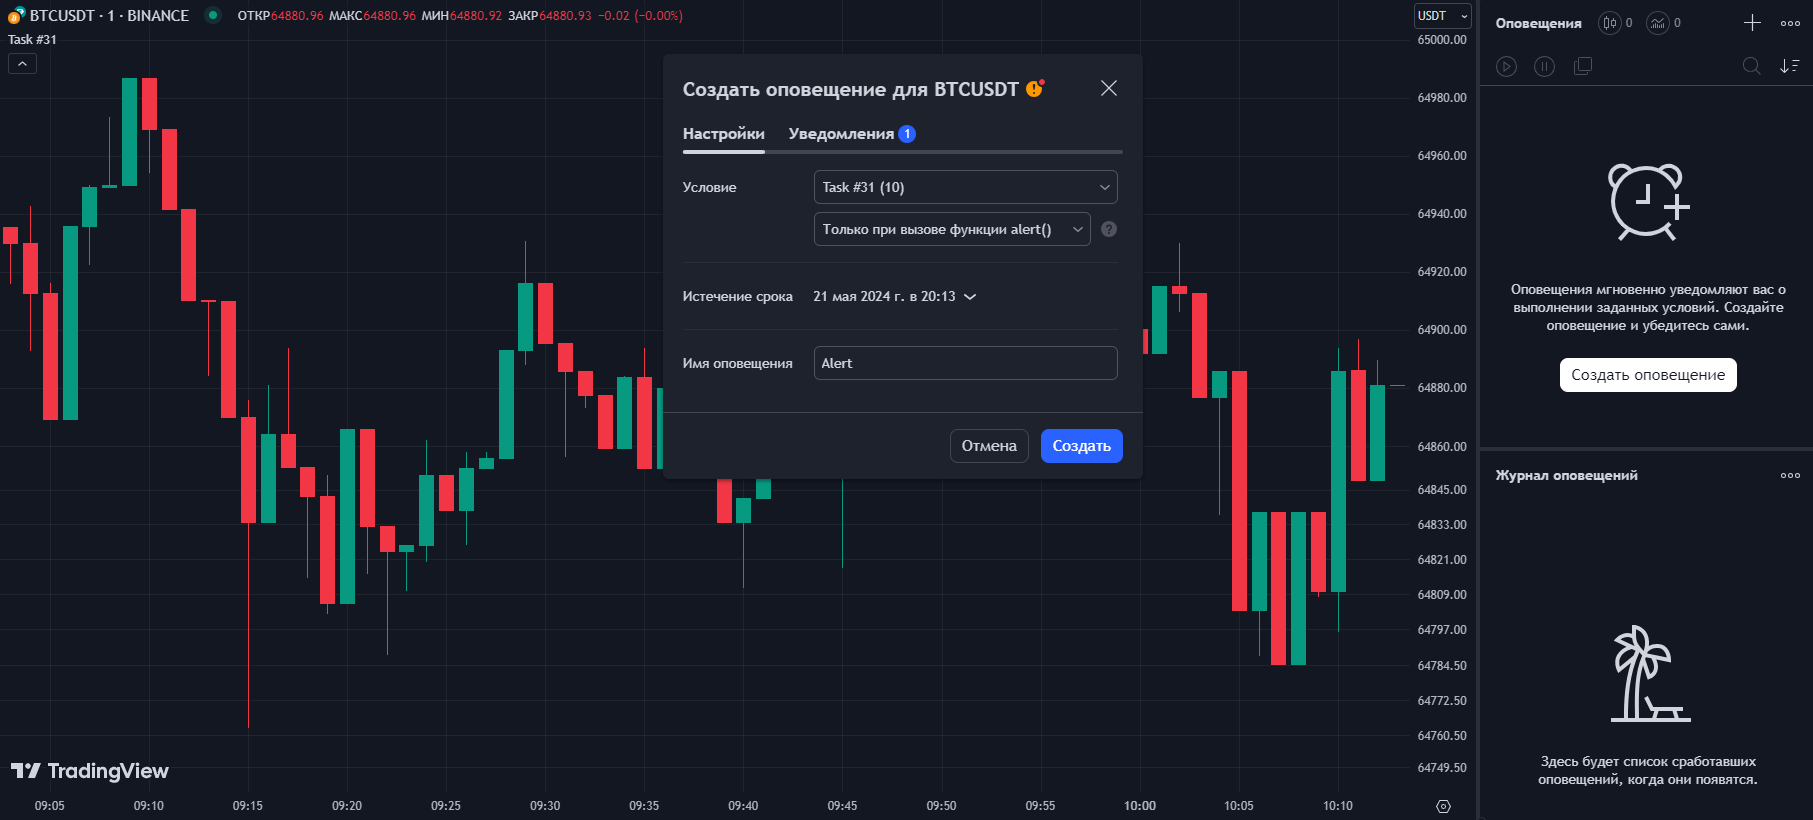 BTCUSDT · 1 · BINANCE
ОТКР64880.96 МАКС64880.96 МИН64880.92 ЗАКР64880.93 −0.02 (−0.00%)
Task #31
USDT
65000.00
64980.00
64960.00
64940.00
64920.00
64900.00
64880.00
64860.00
64845.00
64833.00
64821.00
64809.00
64797.00
64784.50
64772.50
64760.50
64749.50
Создать оповещение для BTCUSDT
Настройки
Уведомления 1
Условие
Task #31 (10)
Только при вызове функции alert()
?
Истечение срока
21 мая 2024 г. в 20:13
Имя оповещения
Alert
Отмена
Создать
TradingView
09:05 09:10 09:15 09:20 09:25 09:30 09:35 09:40 09:45 09:50 09:55 10:00 10:05 10:10
Оповещения
0
0
Оповещения мгновенно уведомляют вас о
выполнении заданных условий. Создайте
оповещение и убедитесь сами.
Создать оповещение
Журнал оповещений
Здесь будет список сработавших
оповещений, когда они появятся.